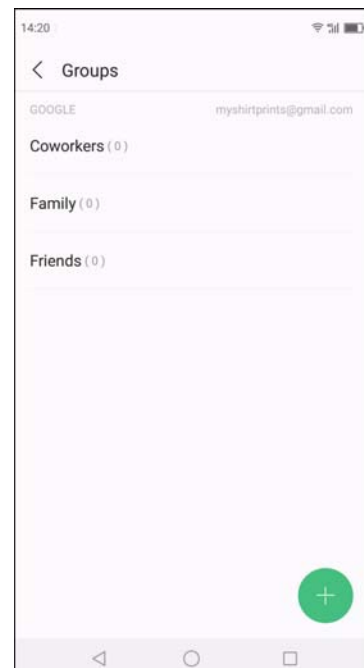 14:20
Groups
GOOGLE myshirtprints@gmail.com
Coworkers (0)
Family (0)
Friends (0)